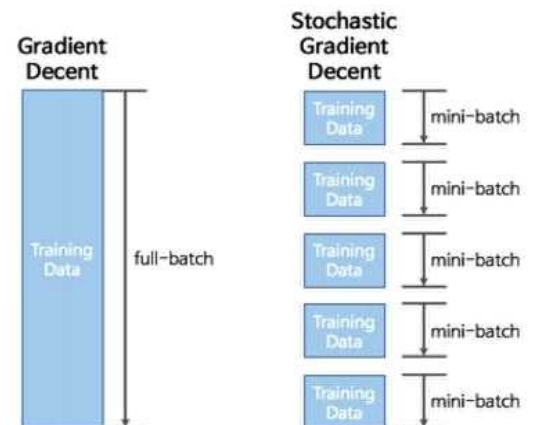 Gradient
Decent
Training
Data
full-batch
Stochastic
Gradient
Decent
Training
Data
mini-batch
Training
Data
mini-batch
Training
Data
mini-batch
Training
Data
mini-batch
Training
Data
mini-batch